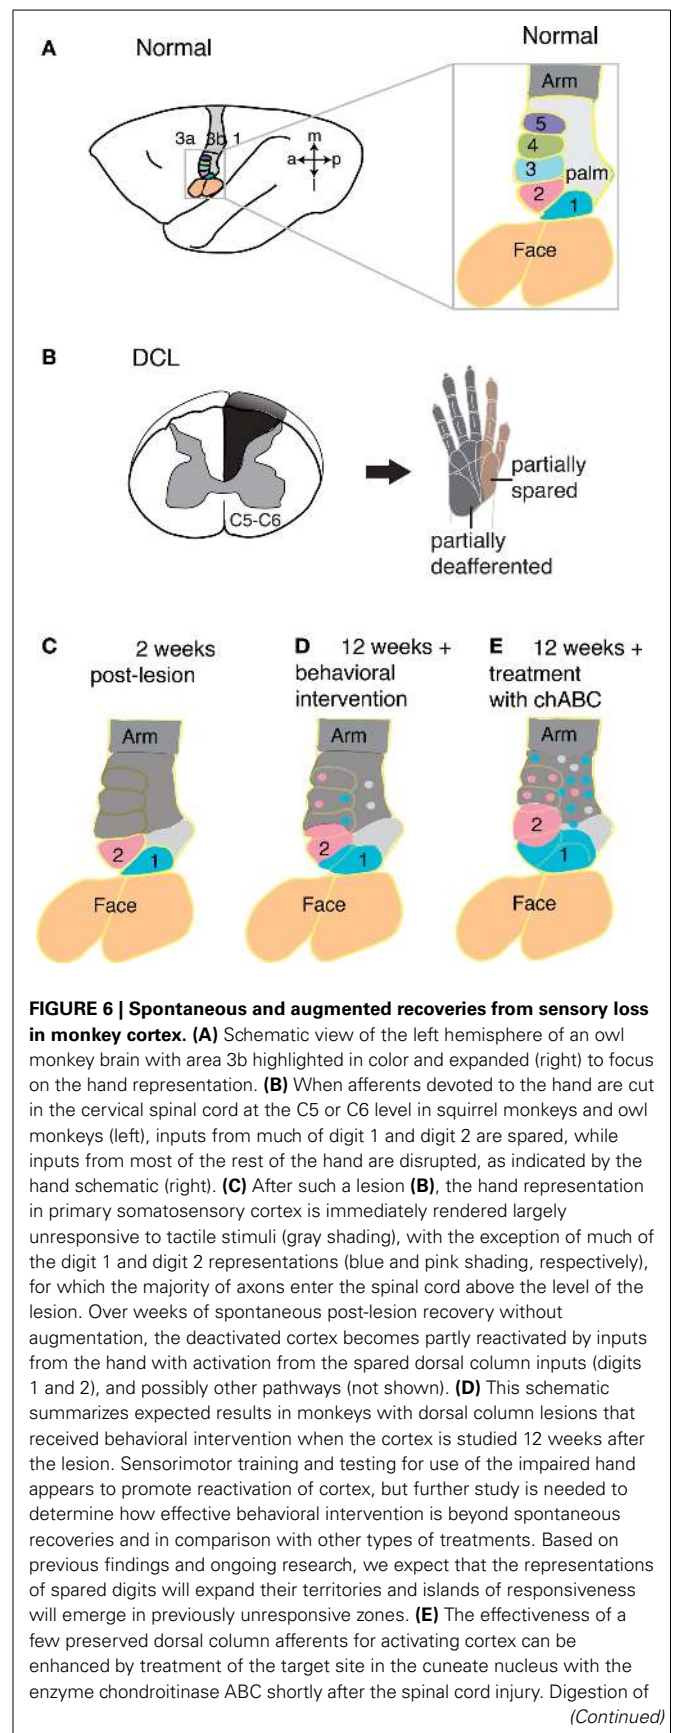 A
Normal
Normal
3a 3b 1
m
a p
l
Arm
5
4
3
palm
2
1
Face
B
DCL
C5-C6
partially
spared
partially
deafferented
C 2 weeks
post-lesion
D 12 weeks +
behavioral
intervention
E 12 weeks +
treatment
with chABC
Arm
Arm
Arm
2
1
2
1
2
1
Face
Face
Face
FIGURE 6 | Spontaneous and augmented recoveries from sensory loss
in monkey cortex. (A) Schematic view of the left hemisphere of an owl
monkey brain with area 3b highlighted in color and expanded (right) to focus
on the hand representation. (B) When afferents devoted to the hand are cut
in the cervical spinal cord at the C5 or C6 level in squirrel monkeys and owl
monkeys (left), inputs from much of digit 1 and digit 2 are spared, while
inputs from most of the rest of the hand are disrupted, as indicated by the
hand schematic (right). (C) After such a lesion (B), the hand representation
in primary somatosensory cortex is immediately rendered largely
unresponsive to tactile stimuli (gray shading), with the exception of much of
the digit 1 and digit 2 representations (blue and pink shading, respectively),
for which the majority of axons enter the spinal cord above the level of the
lesion. Over weeks of spontaneous post-lesion recovery without
augmentation, the deactivated cortex becomes partly reactivated by inputs
from the hand with activation from the spared dorsal column inputs (digits
1 and 2), and possibly other pathways (not shown). (D) This schematic
summarizes expected results in monkeys with dorsal column lesions that
received behavioral intervention when the cortex is studied 12 weeks after
the lesion. Sensorimotor training and testing for use of the impaired hand
appears to promote reactivation of cortex, but further study is needed to
determine how effective behavioral intervention is beyond spontaneous
recoveries and in comparison with other types of treatments. Based on
previous findings and ongoing research, we expect that the representations
of spared digits will expand their territories and islands of responsiveness
will emerge in previously unresponsive zones. (E) The effectiveness of a
few preserved dorsal column afferents for activating cortex can be
enhanced by treatment of the target site in the cuneate nucleus with the
enzyme chondroitinase ABC shortly after the spinal cord injury. Digestion of
(Continued)